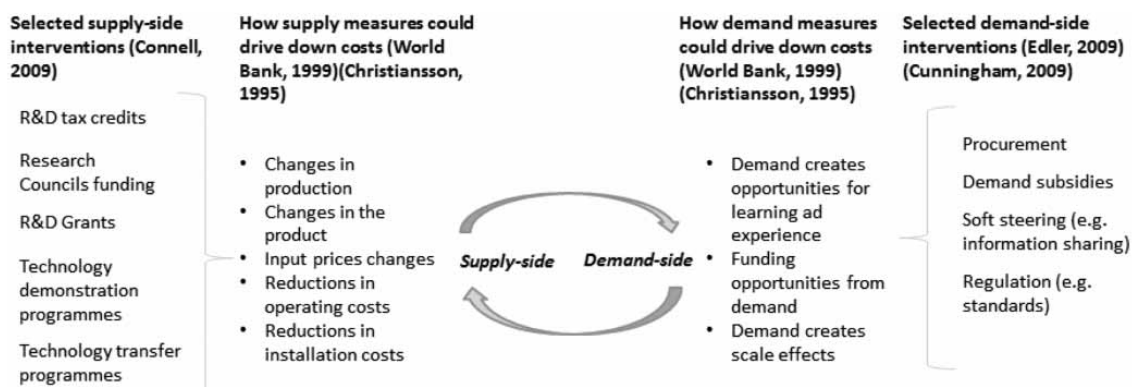 Selected supply-side
interventions (Connell,
2009)
R&D tax credits
Research
Councils funding
R&D Grants
Technology
demonstration
programmes
Technology transfer
programmes
How supply measures could
drive down costs (World
Bank, 1999)(Christiansson,
1995)
• Changes in
production
• Changes in the
product
• Input prices changes
• Reductions in
operating costs
• Reductions in
installation costs
Supply-side
Demand-side
How demand measures
could drive down costs
(World Bank, 1999)
(Christiansson, 1995)
• Demand creates
opportunities for
learning ad
experience
• Funding
opportunities from
demand
• Demand creates
scale effects
Selected demand-side
interventions (Edler, 2009)
(Cunningham, 2009)
Procurement
Demand subsidies
Soft steering (e.g.
information sharing)
Regulation (e.g.
standards)